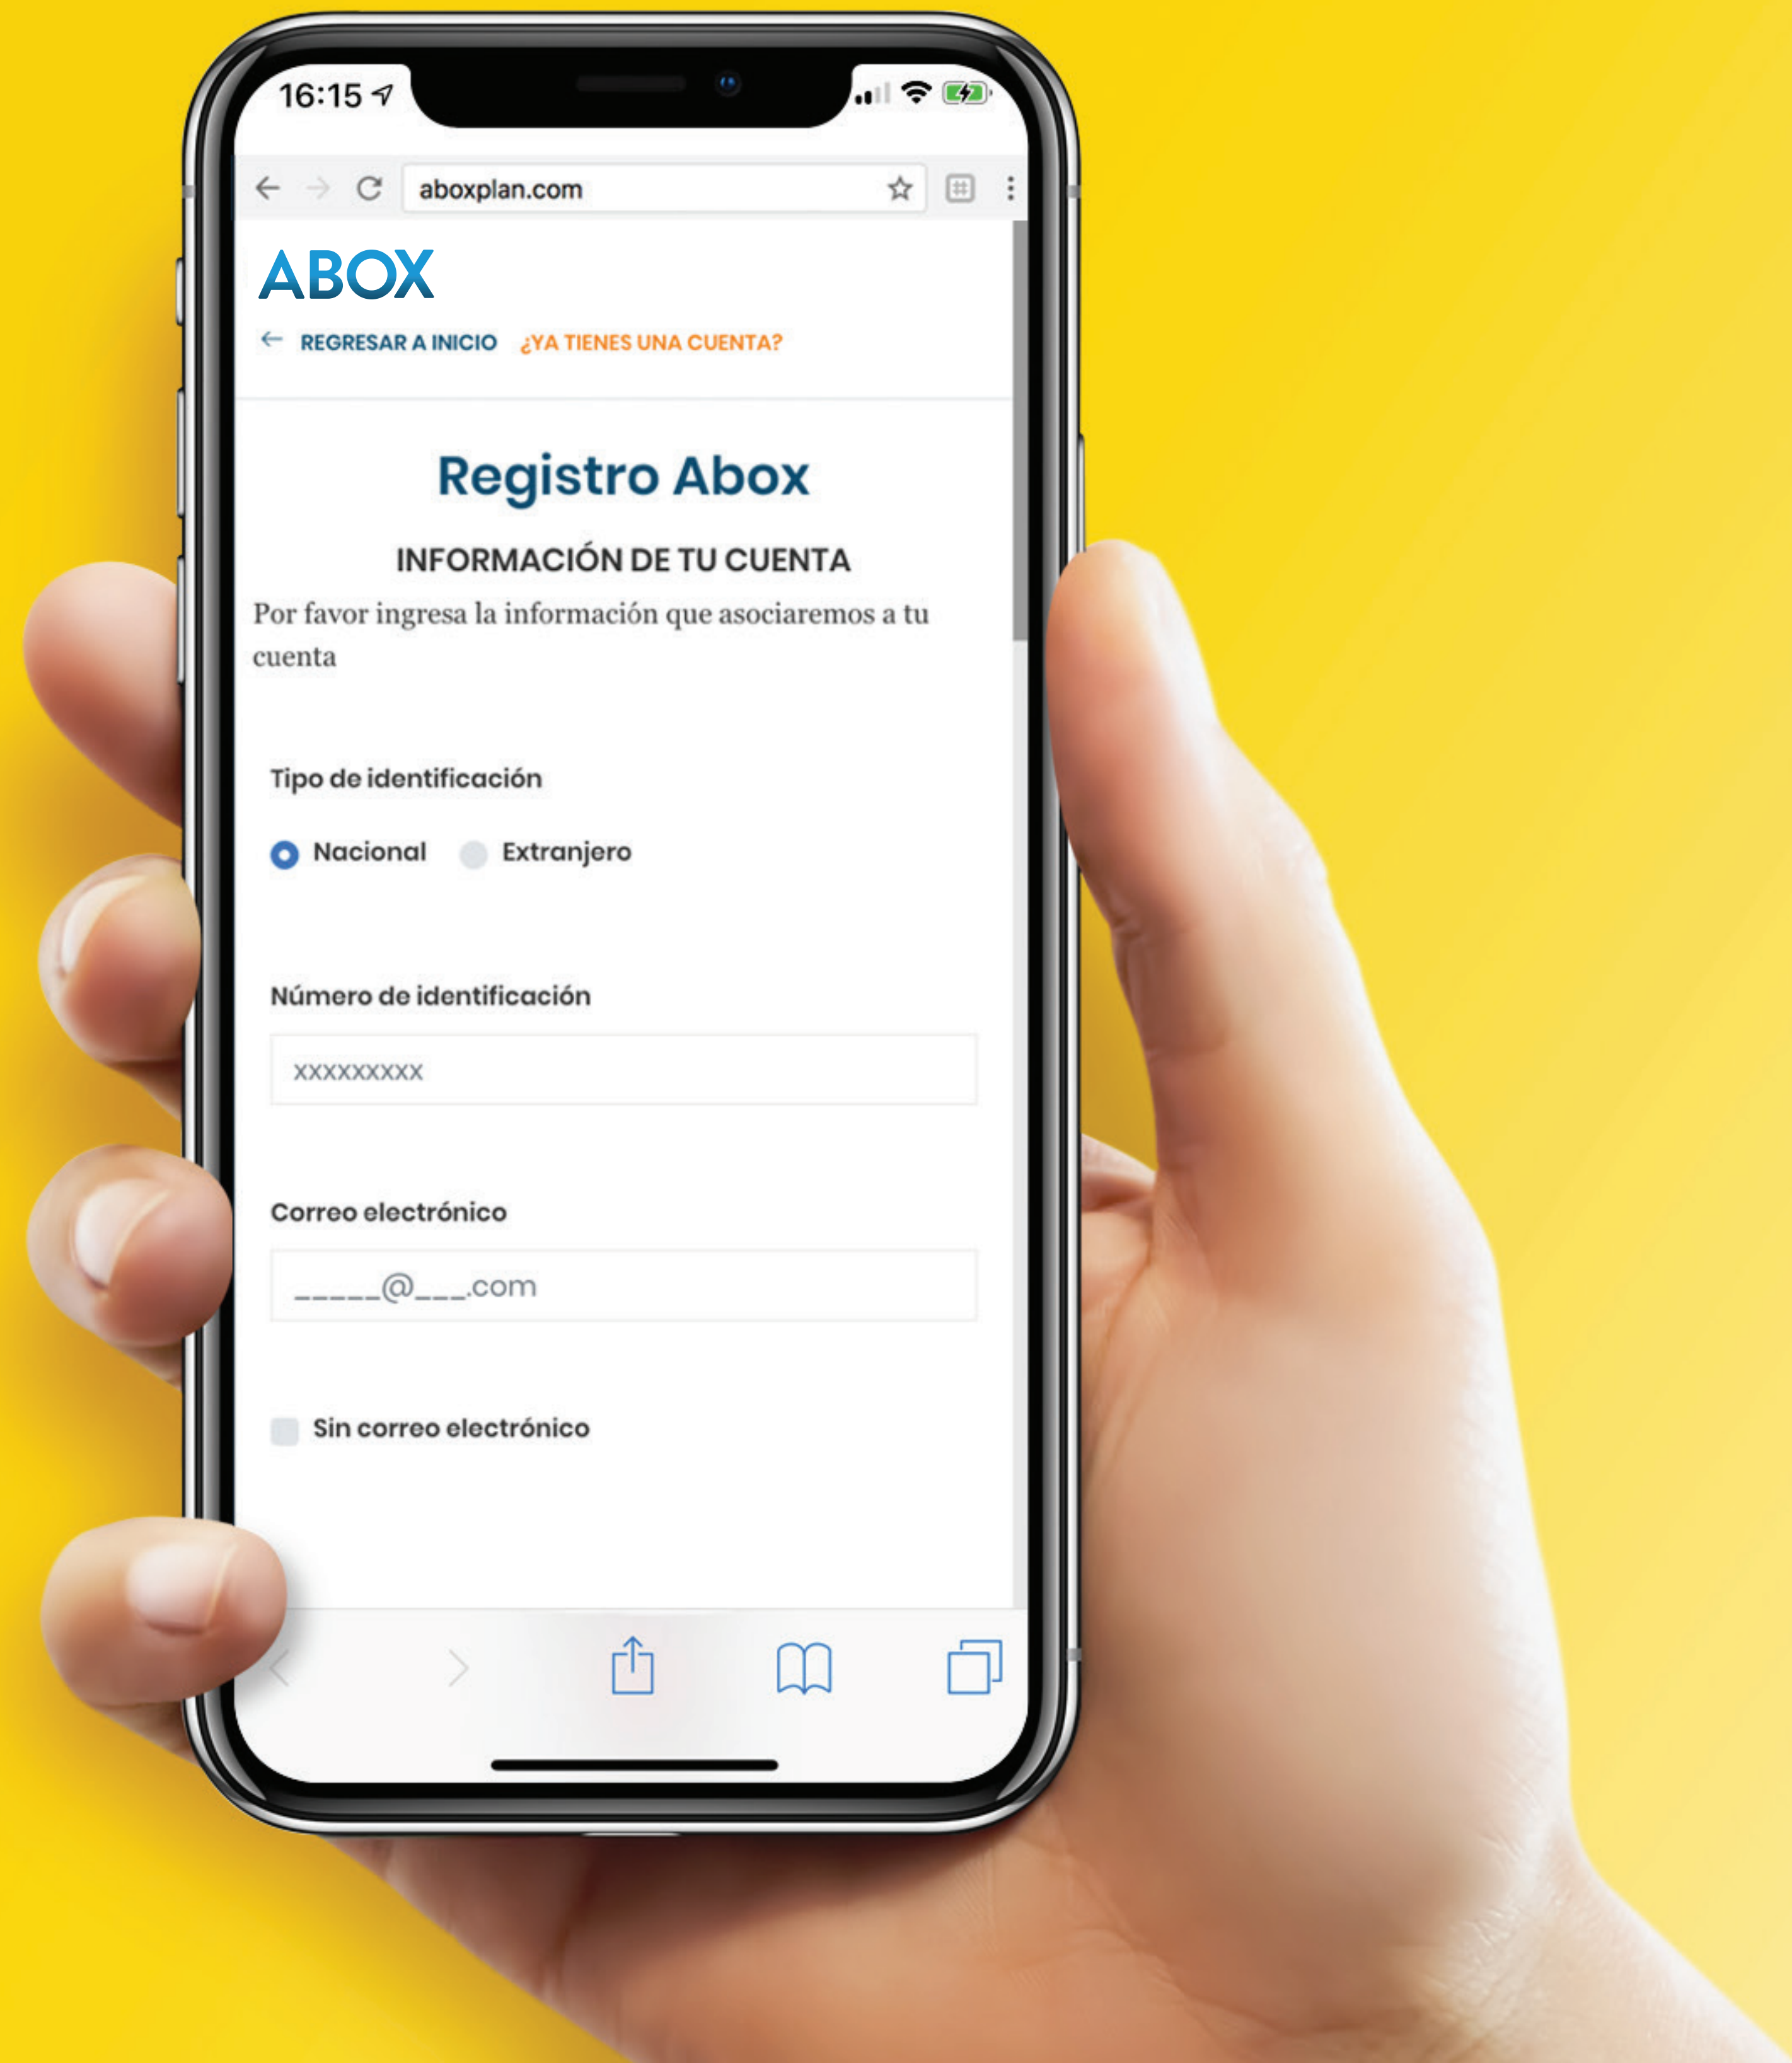 16:15
aboxplan.com
ABOX
REGRESAR A INICIO ¿YA TIENES UNA CUENTA?
Registro Abox
INFORMACIÓN DE TU CUENTA
Por favor ingresa la información que asociaremos a tu
cuenta
Tipo de identificación
Nacional Extranjero
Número de identificación
xxxxxxxxx
Correo electrónico
_____@___.com
Sin correo electrónico